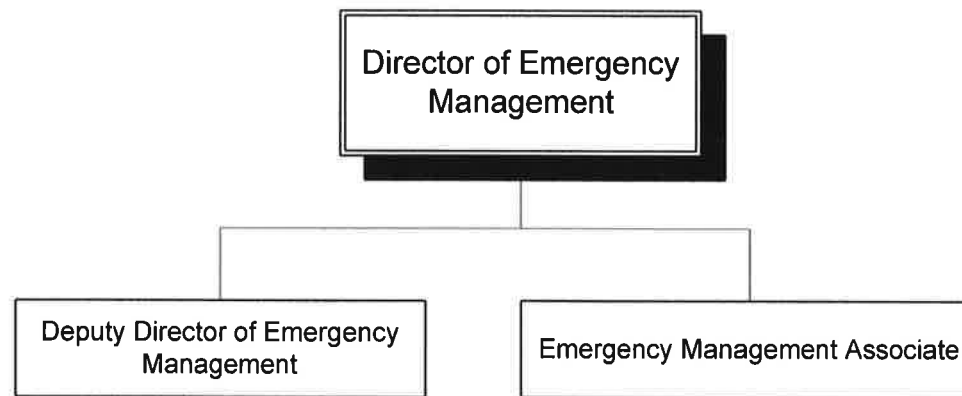 Director of Emergency
Management
Deputy Director of Emergency
Management
Emergency Management Associate